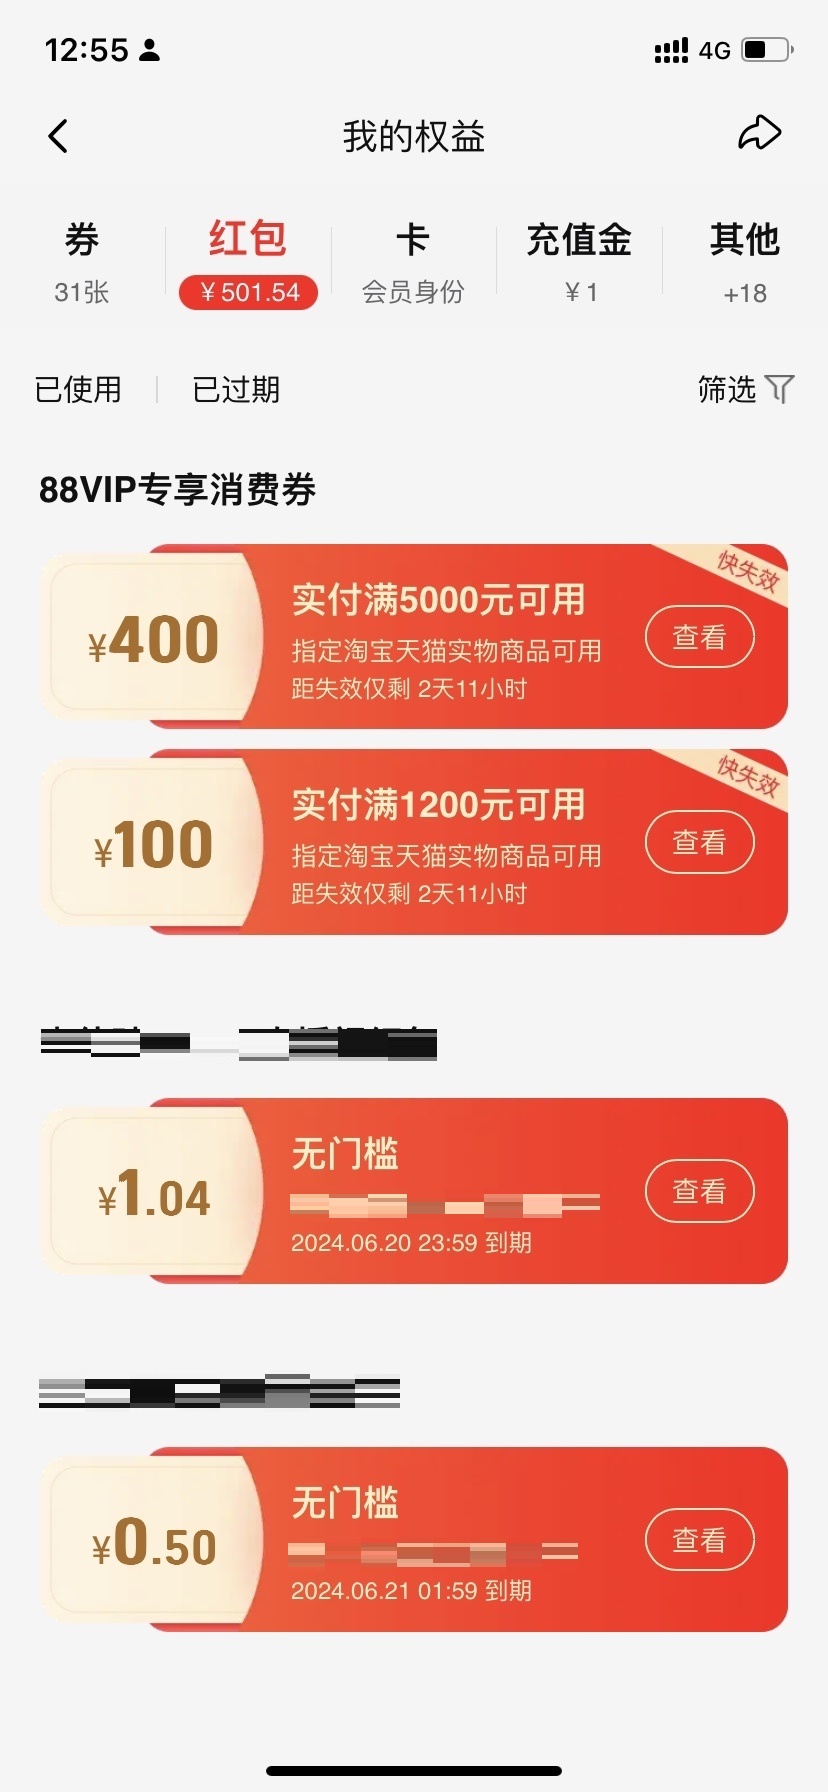 12:55
4G
我的权益
券
红包
卡
充值金
其他
31张
¥501.54
会员身份
¥1
+18
已使用
已过期
筛选
88VIP专享消费券
快失效
¥400
实付满5000元可用
指定淘宝天猫实物商品可用
距失效仅剩 2天11小时
查看
快失效
¥100
实付满1200元可用
指定淘宝天猫实物商品可用
距失效仅剩 2天11小时
查看
¥1.04
无门槛
2024.06.20 23:59 到期
查看
¥0.50
无门槛
2024.06.21 01:59 到期
查看